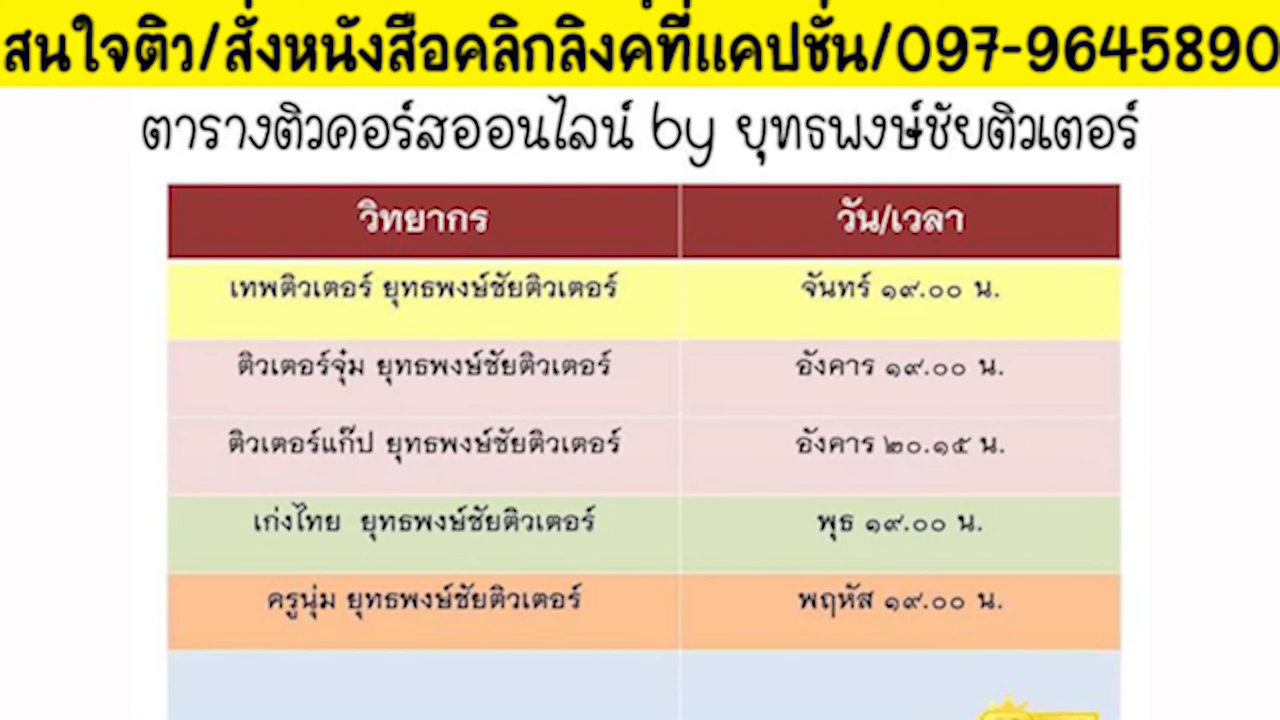 สนใจติว/สั่งหนังสือคลิกลิงค์ที่แคปชั่น/097-9645890
ตารางติวคอร์สออนไลน์ by ยุทธพงษ์ชัยติวเตอร์
วิทยากร วัน/เวลา
เทพติวเตอร์ ยุทธพงษ์ชัยติวเตอร์ จันทร์ ๑๙.๐๐ น.
ติวเตอร์จุ๋ม ยุทธพงษ์ชัยติวเตอร์ อังคาร ๑๙.๐๐ น.
ติวเตอร์แก๊ป ยุทธพงษ์ชัยติวเตอร์ อังคาร ๒๐.๑๕ น.
เก่งไทย ยุทธพงษ์ชัยติวเตอร์ พุธ ๑๙.๐๐ น.
ครูนุ่ม ยุทธพงษ์ชัยติวเตอร์ พฤหัส ๑๙.๐๐ น.